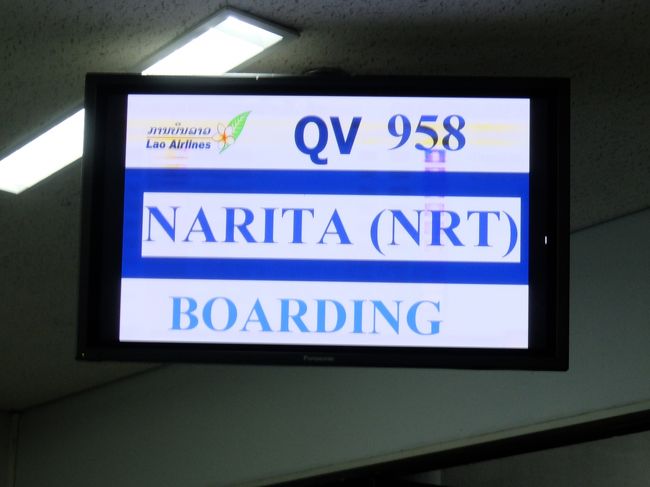 ການບິນລາວ
Lao Airlines
QV 958
NARITA (NRT)
BOARDING
Panasonic